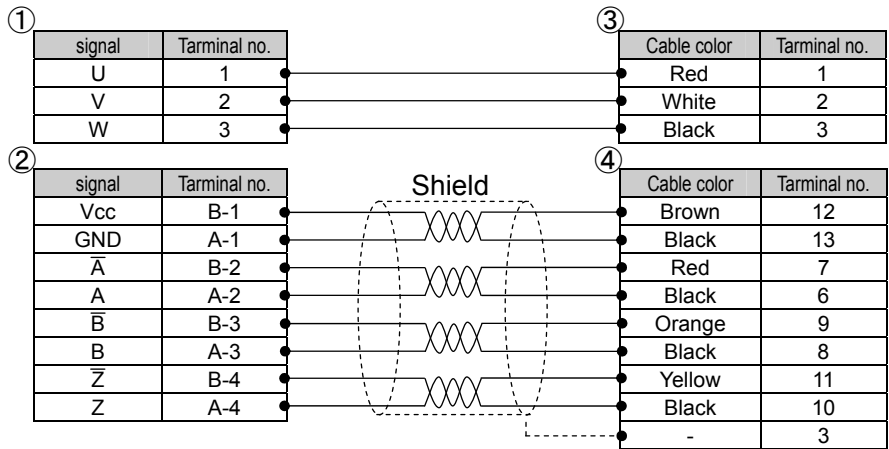 ① ③
signal Tarminal no. Cable color Tarminal no.
U 1 Red 1
V 2 White 2
W 3 Black 3
② ④
signal Tarminal no. Shield Cable color Tarminal no.
Vcc B-1 Brown 12
GND A-1 Black 13
A̅ B-2 Red 7
A A-2 Black 6
B̅ B-3 Orange 9
B A-3 Black 8
Z̅ B-4 Yellow 11
Z A-4 Black 10
- 3